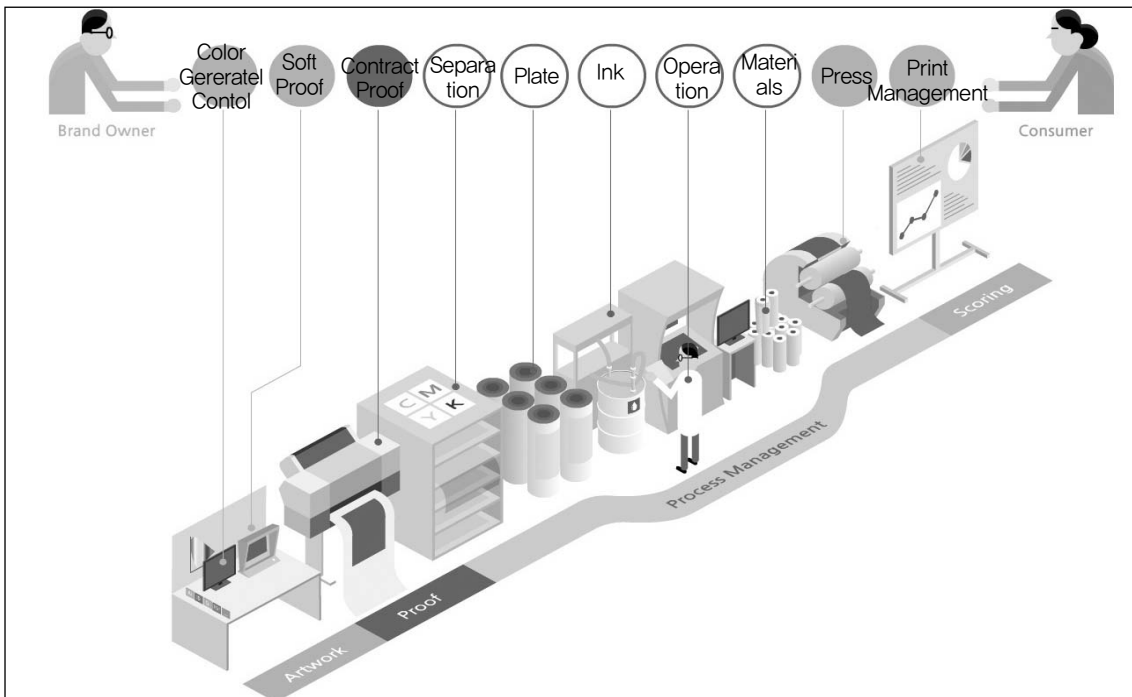 Color
Gereratel
Contol
Soft
Proof
Contract
Proof
Separa
tion
Plate
Ink
Opera
tion
Materi
als
Press
Print
Management
Brand Owner
Consumer
C M
Y K
Scoring
Process Management
Proof
Artwork